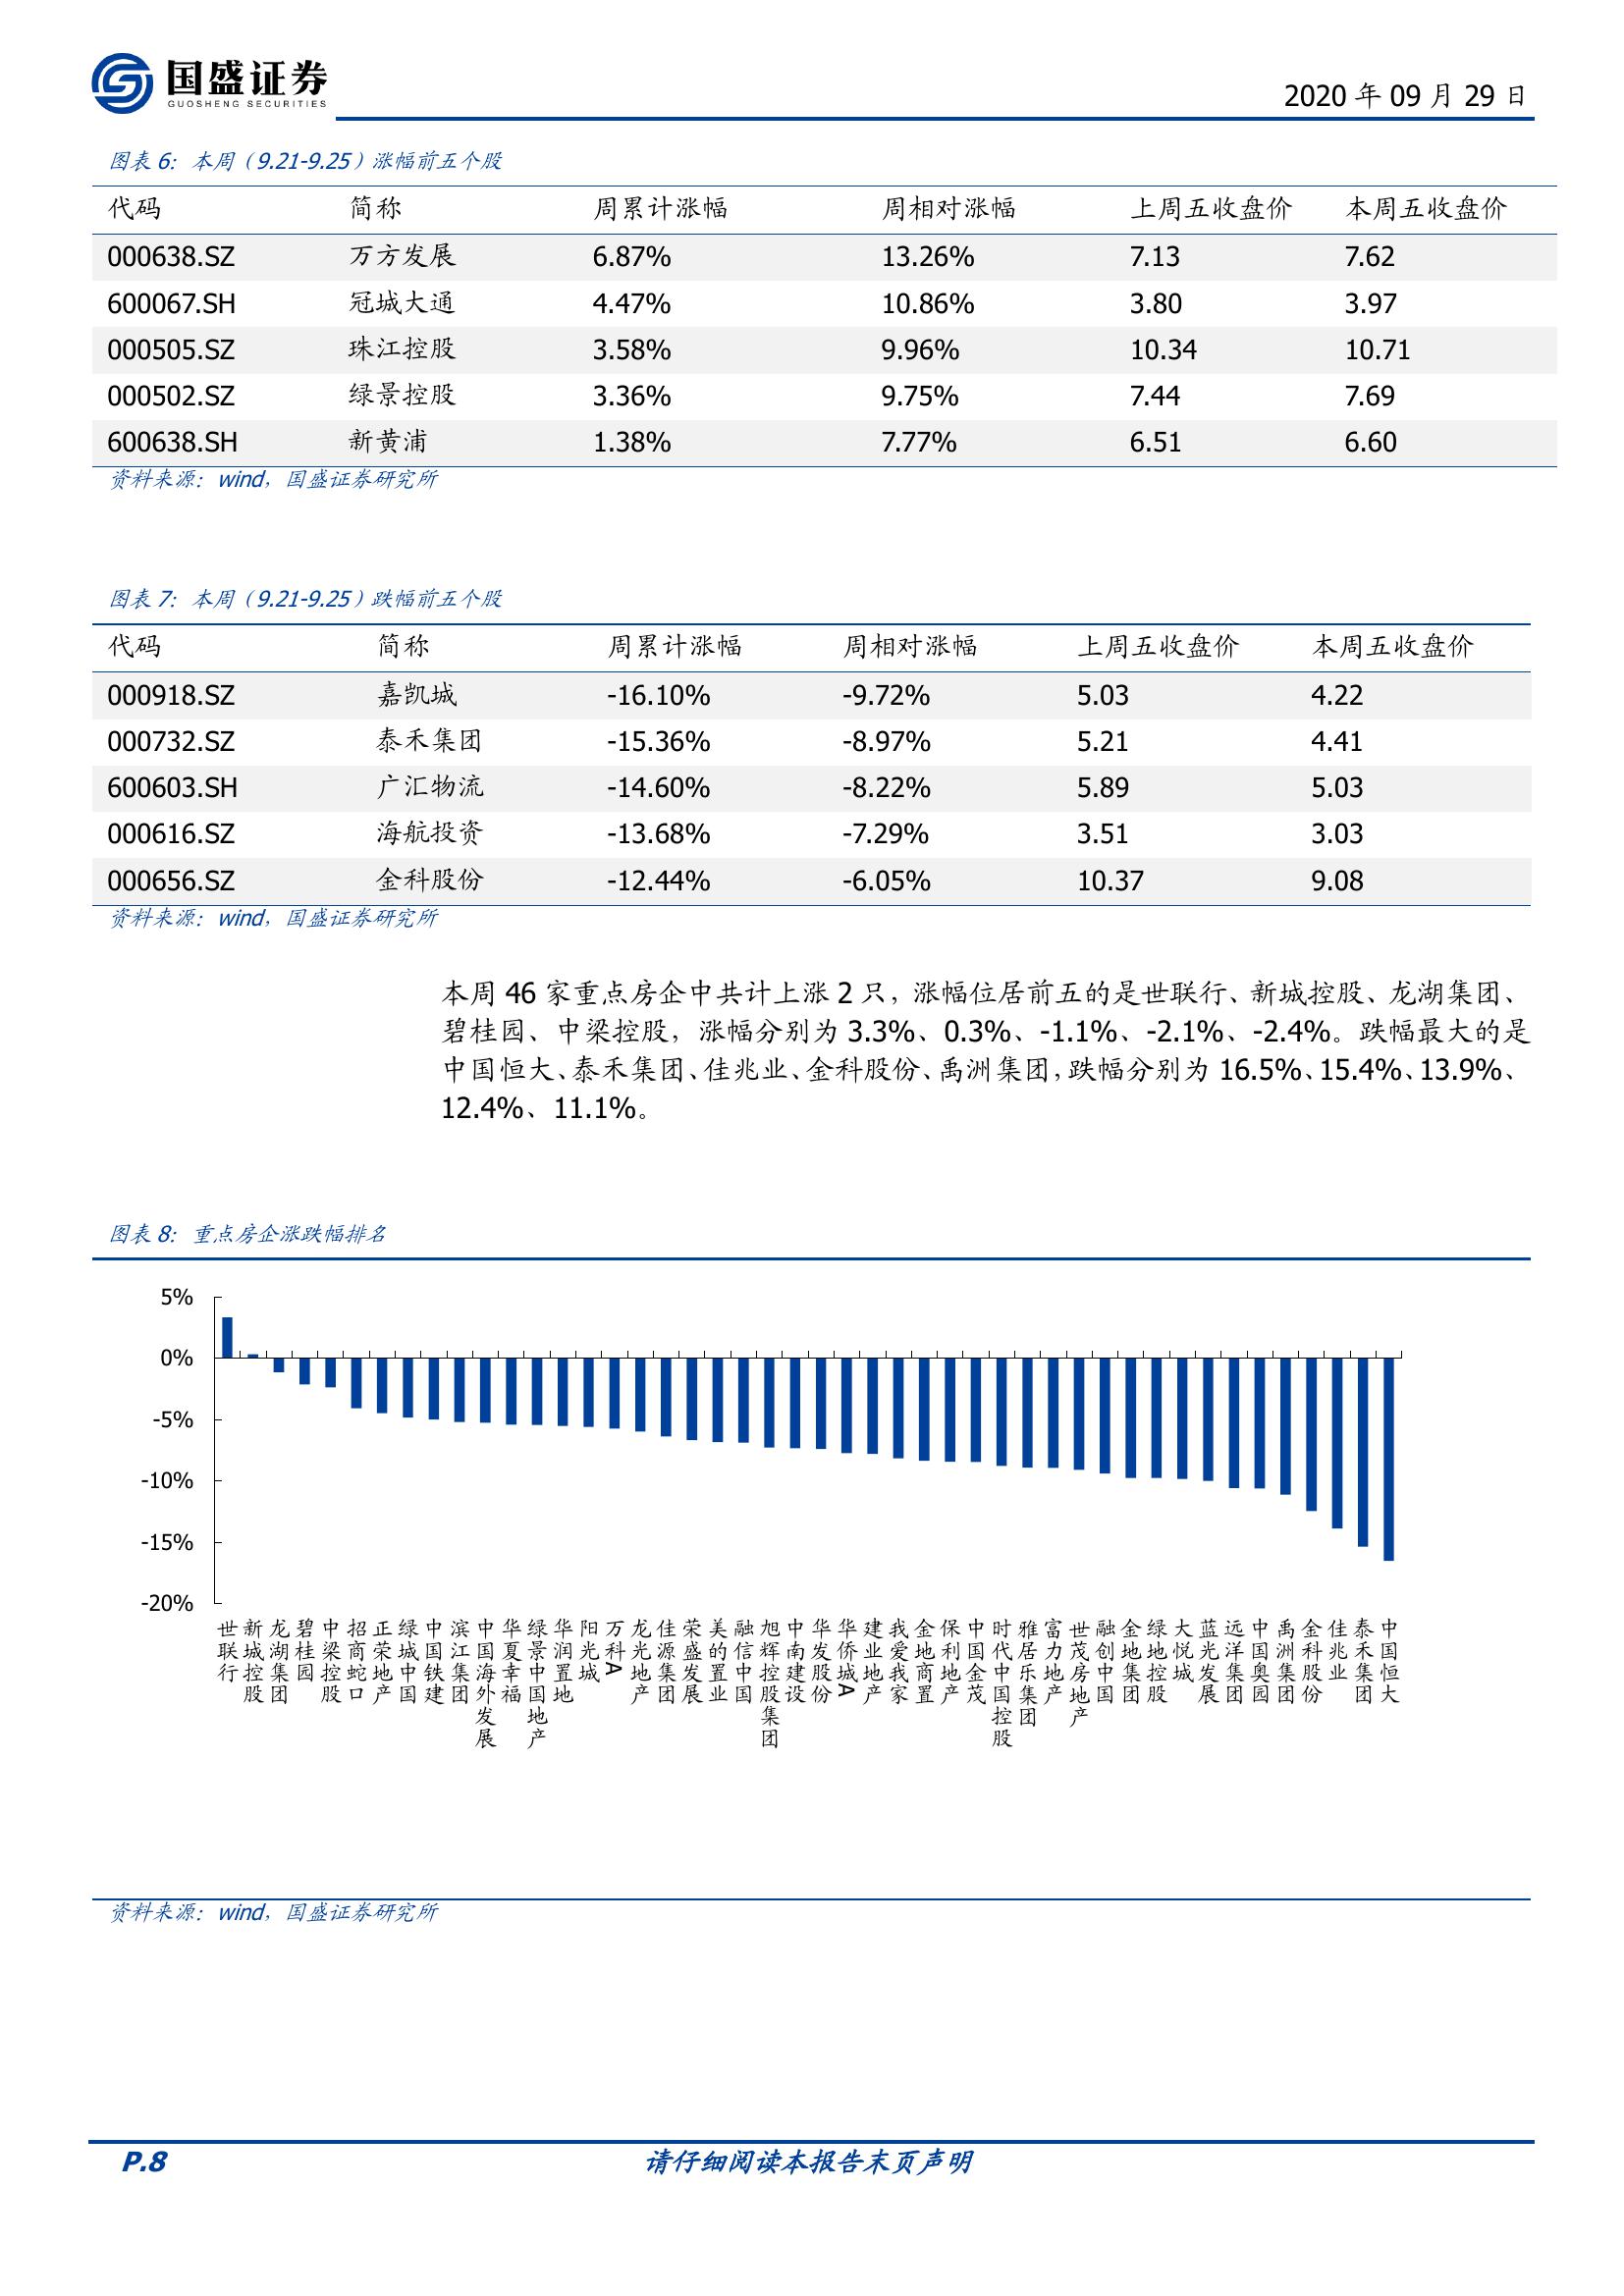 国盛证券
GUOSHENG SECURITIES
2020 年 09 月 29 日
图表 6：本周（9.21-9.25）涨幅前五个股
代码 简称 周累计涨幅 周相对涨幅 上周五收盘价 本周五收盘价
000638.SZ 万方发展 6.87% 13.26% 7.13 7.62
600067.SH 冠城大通 4.47% 10.86% 3.80 3.97
000505.SZ 珠江控股 3.58% 9.96% 10.34 10.71
000502.SZ 绿景控股 3.36% 9.75% 7.44 7.69
600638.SH 新黄浦 1.38% 7.77% 6.51 6.60
资料来源：wind，国盛证券研究所
图表 7：本周（9.21-9.25）跌幅前五个股
代码 简称 周累计涨幅 周相对涨幅 上周五收盘价 本周五收盘价
000918.SZ 嘉凯城 -16.10% -9.72% 5.03 4.22
000732.SZ 泰禾集团 -15.36% -8.97% 5.21 4.41
600603.SH 广汇物流 -14.60% -8.22% 5.89 5.03
000616.SZ 海航投资 -13.68% -7.29% 3.51 3.03
000656.SZ 金科股份 -12.44% -6.05% 10.37 9.08
资料来源：wind，国盛证券研究所
本周 46 家重点房企中共计上涨 2 只，涨幅位居前五的是世联行、新城控股、龙湖集团、
碧桂园、中梁控股，涨幅分别为 3.3%、0.3%、-1.1%、-2.1%、-2.4%。跌幅最大的是
中国恒大、泰禾集团、佳兆业、金科股份、禹洲集团，跌幅分别为 16.5%、15.4%、13.9%、
12.4%、11.1%。
图表 8：重点房企涨跌幅排名
5%
0%
-5%
-10%
-15%
-20%
世联行
新城控股
龙湖集团
碧桂园
中梁控股
招商蛇口
正荣地产
绿城中国
中国铁建
滨江集团
中国海外发展
华夏幸福
绿景中国地产
华润置地
阳光城
万科A
龙光地产
佳源集团
荣盛发展
美的置业
融信中国
旭辉控股集团
中南建设
华发股份
华侨城A
建业地产
我爱我家
金地商置
保利地产
中国金茂
时代中国控股
雅居乐集团
富力地产
世茂房地产
融创中国
金地集团
绿地控股
大悦城
蓝光发展
远洋集团
中国奥园
禹洲集团
金科股份
佳兆业
泰禾集团
中国恒大
资料来源：wind，国盛证券研究所
P.8
请仔细阅读本报告末页声明